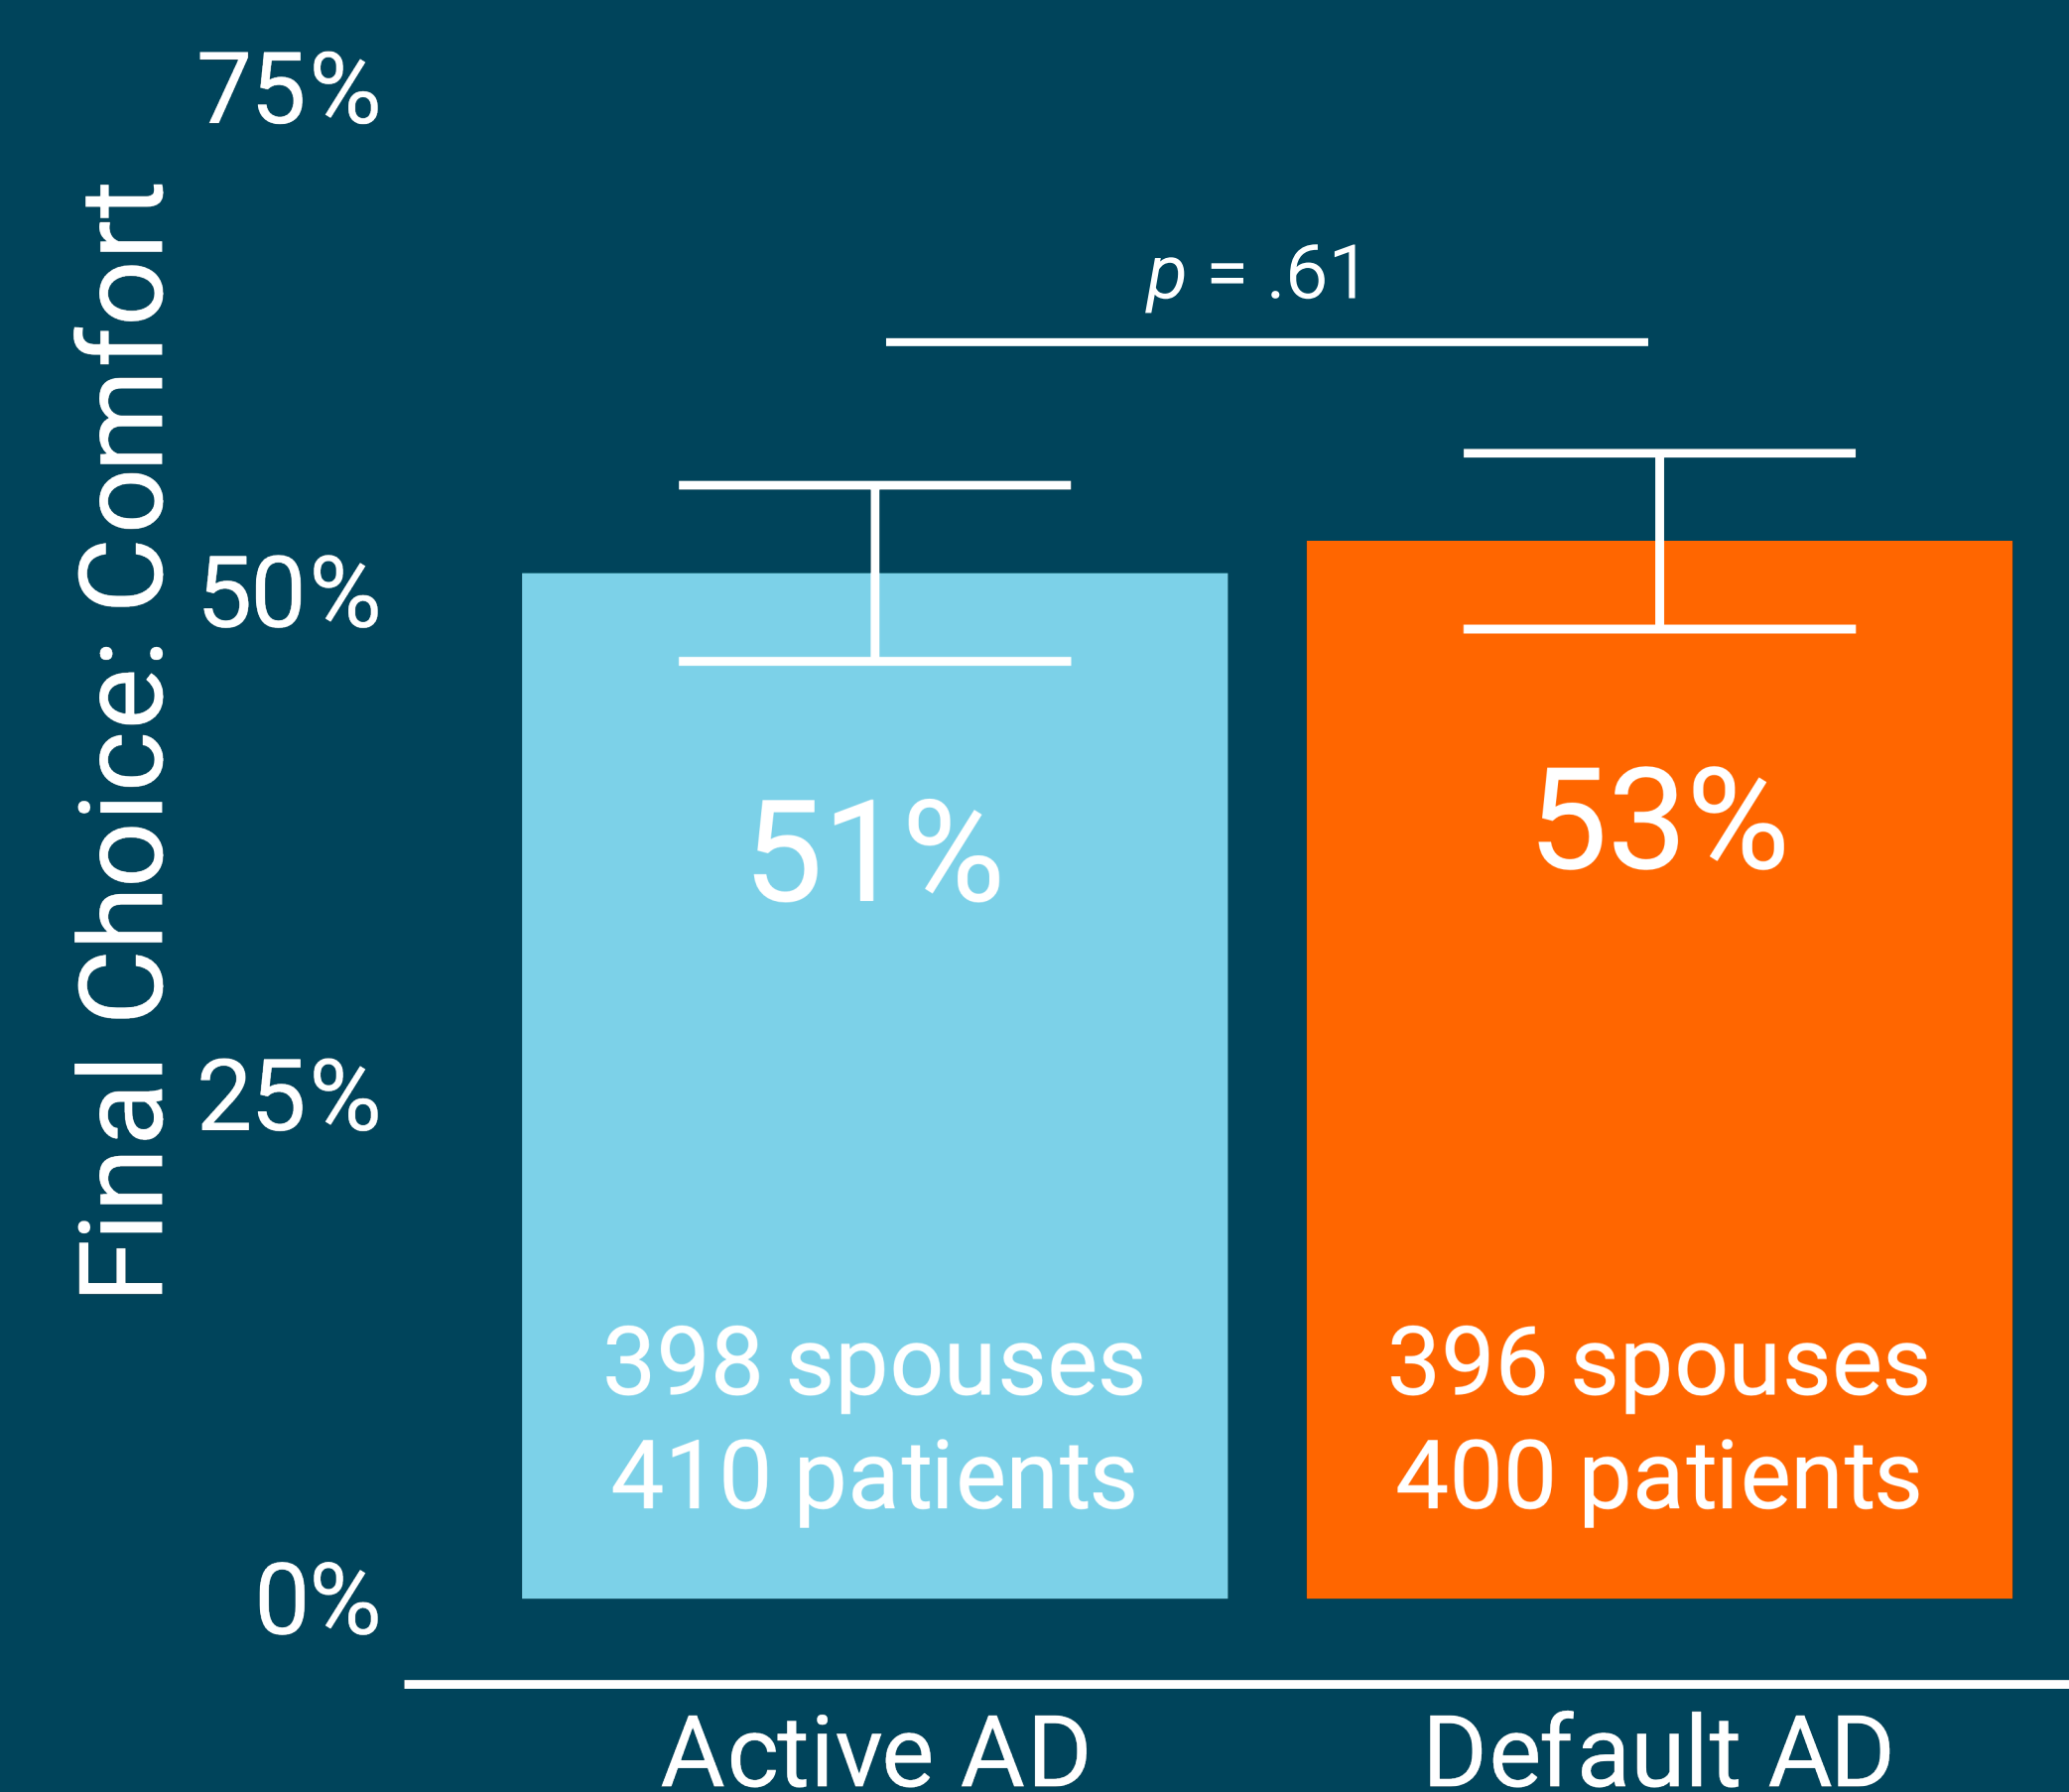 Final Choice: Comfort
75%
50%
25%
0%
p = .61
51%
53%
398 spouses
410 patients
396 spouses
400 patients
Active AD
Default AD